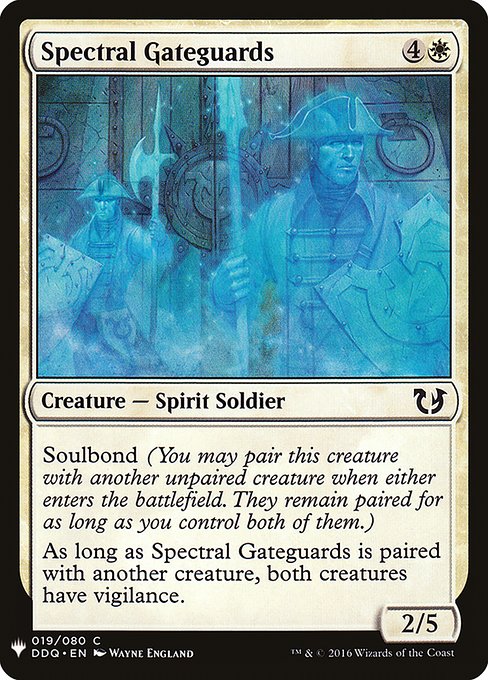 Spectral Gateguards 4
Creature — Spirit Soldier
Soulbond (You may pair this creature
with another unpaired creature when either
enters the battlefield. They remain paired for
as long as you control both of them.)
As long as Spectral Gateguards is paired
with another creature, both creatures
have vigilance.
2/5
019/080 C
DDQ • EN Wayne England
™ & © 2016 Wizards of the Coast